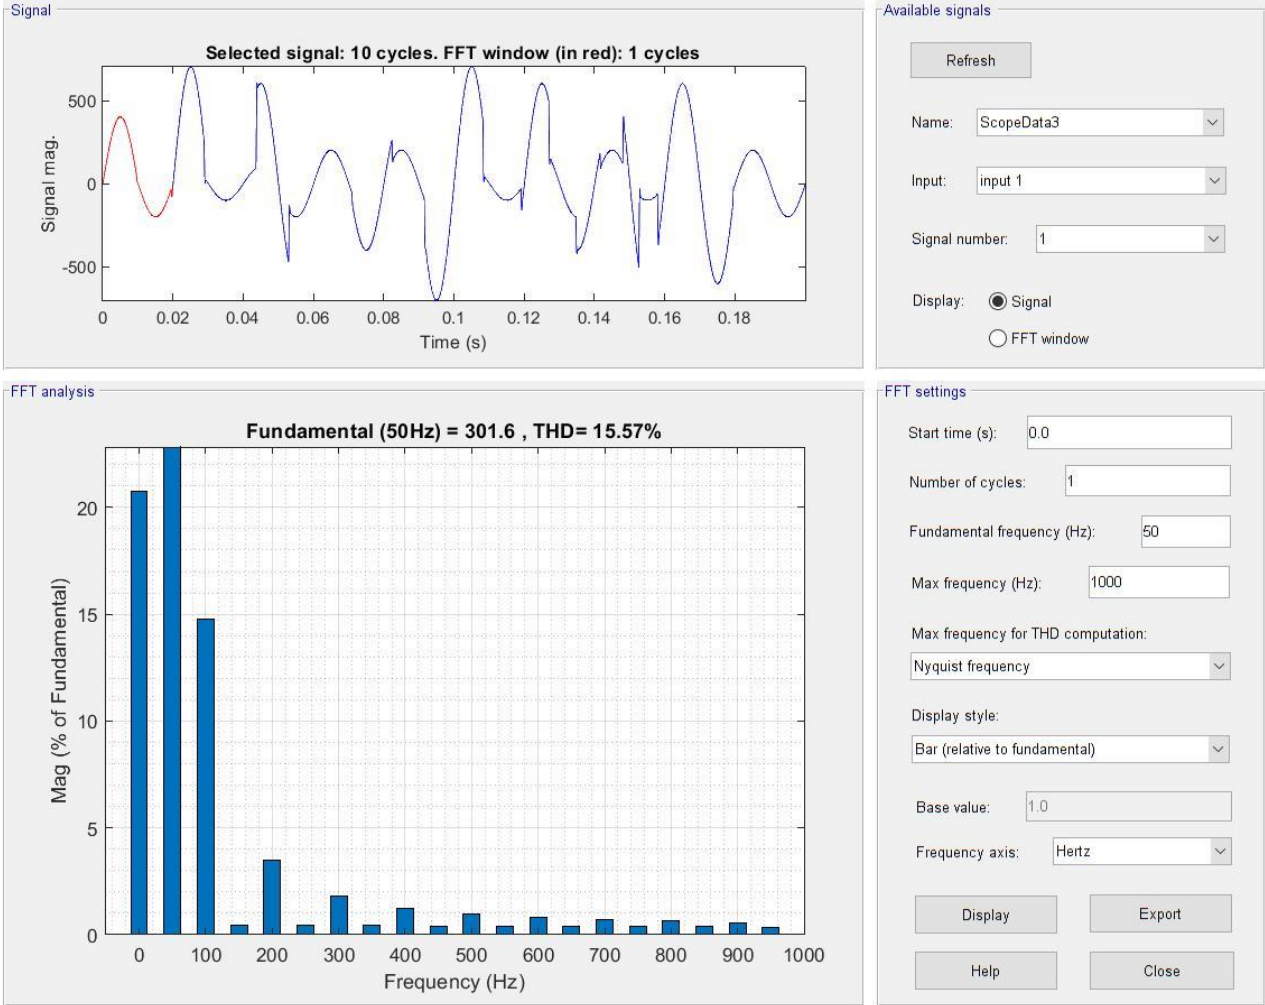 Signal
Selected signal: 10 cycles. FFT window (in red): 1 cycles
500
0
-500
Signal mag.
0 0.02 0.04 0.06 0.08 0.1 0.12 0.14 0.16 0.18
Time (s)
Available signals
Refresh
Name: ScopeData3
Input: input 1
Signal number: 1
Display: Signal
FFT window
FFT analysis
Fundamental (50Hz) = 301.6 , THD= 15.57%
20
15
10
5
0
Mag (% of Fundamental)
0 100 200 300 400 500 600 700 800 900 1000
Frequency (Hz)
FFT settings
Start time (s): 0.0
Number of cycles: 1
Fundamental frequency (Hz): 50
Max frequency (Hz): 1000
Max frequency for THD computation:
Nyquist frequency
Display style:
Bar (relative to fundamental)
Base value: 1.0
Frequency axis: Hertz
Display Export
Help Close